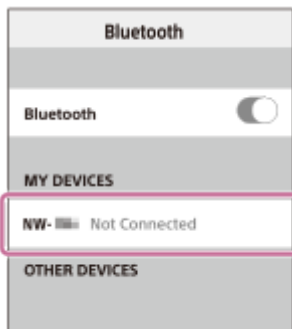 Bluetooth
Bluetooth
MY DEVICES
NW- Not Connected
OTHER DEVICES